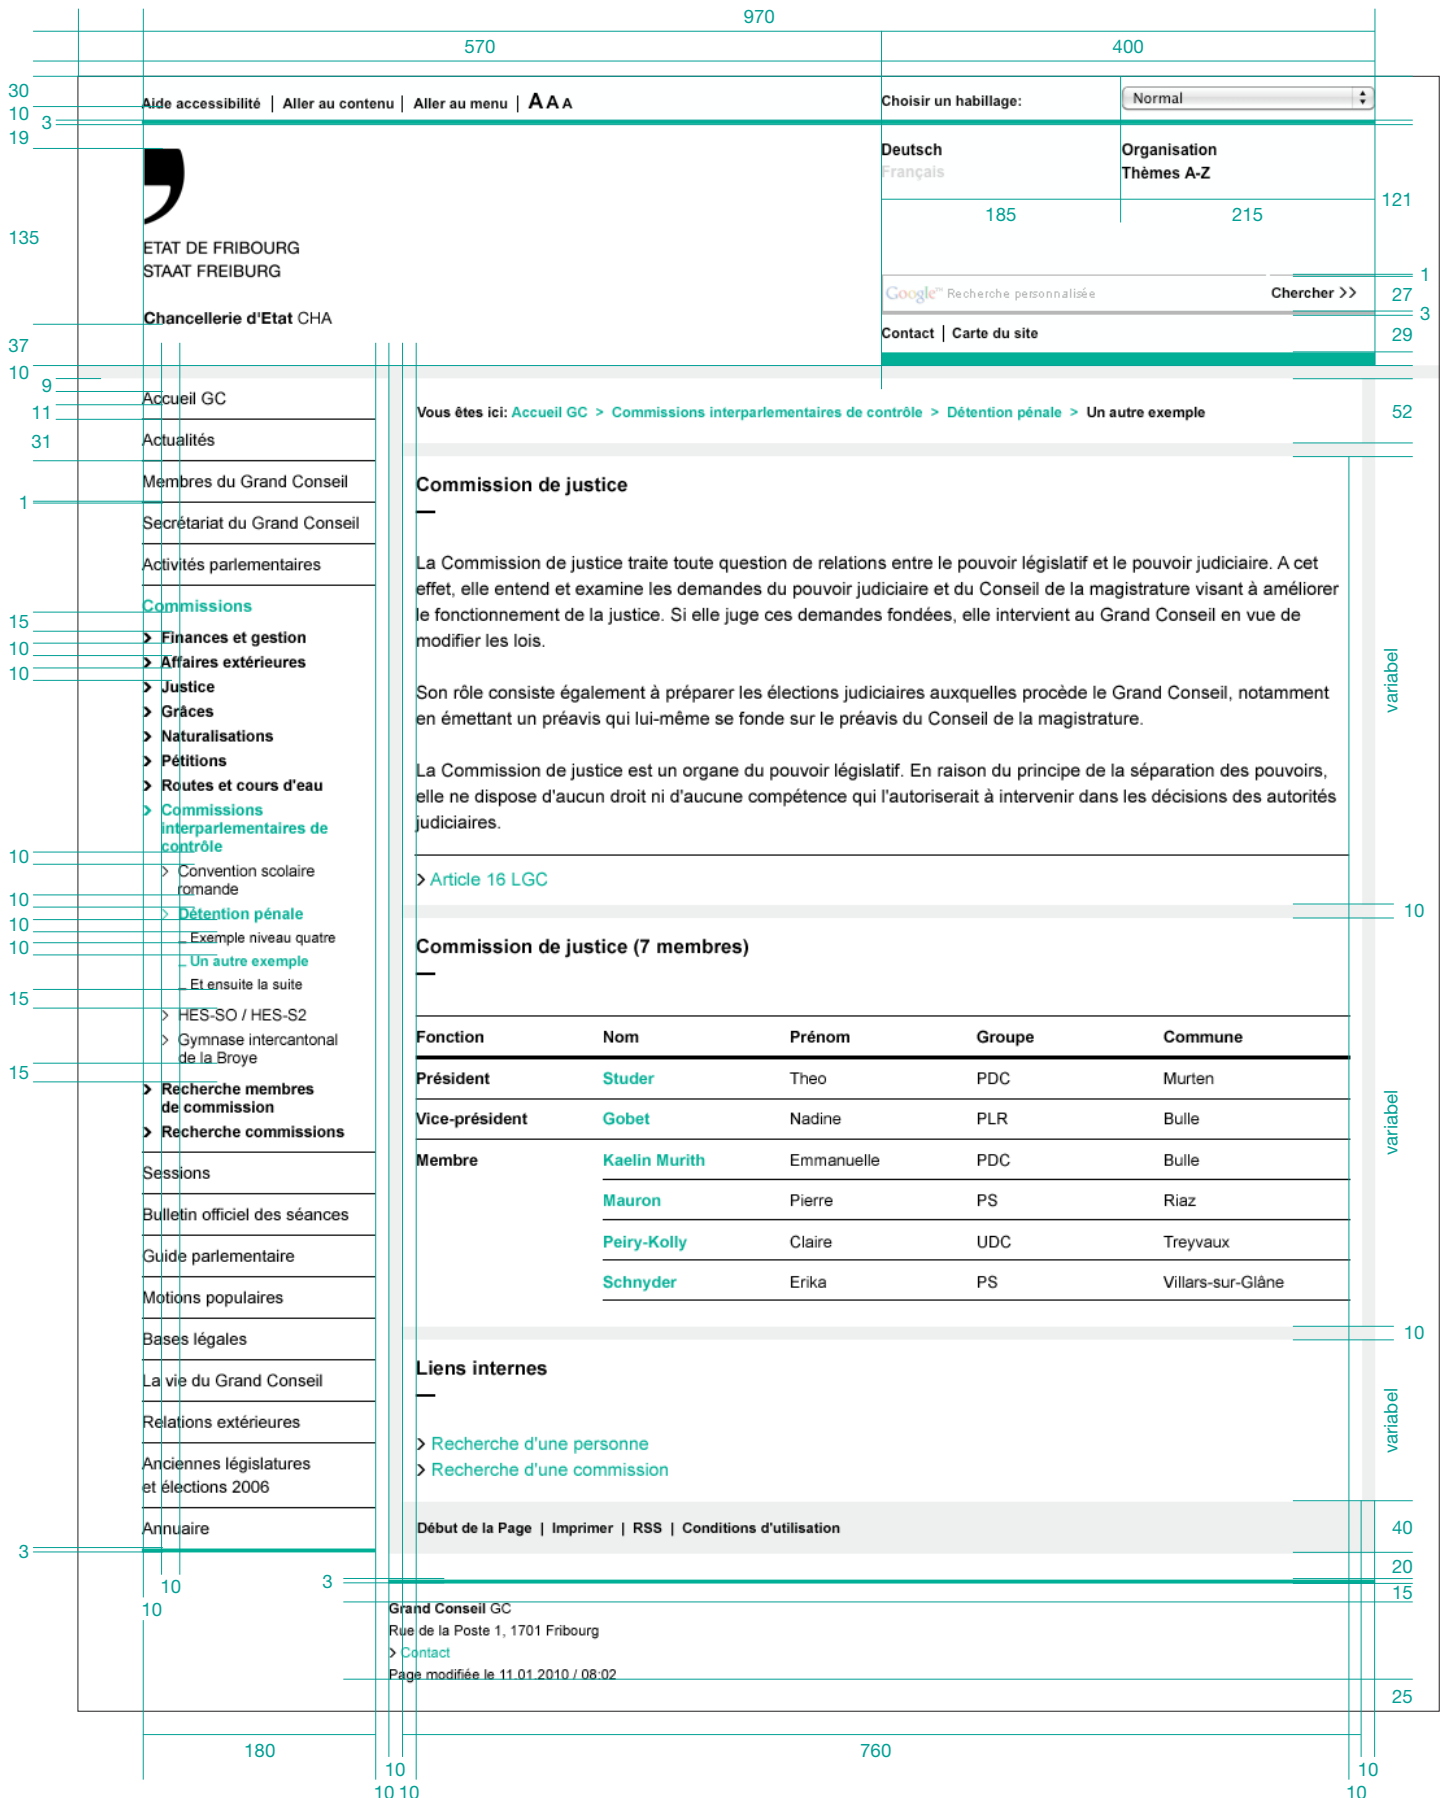 970
570
400
30
10
3
19
Aide accessibilité | Aller au contenu | Aller au menu | A A A
Choisir un habillage:
Normal
Deutsch
Français
Organisation
Thèmes A-Z
185
215
121
135
ETAT DE FRIBOURG
STAAT FREIBURG
Chancellerie d'Etat CHA
Google™ Recherche personnalisée
Chercher >>
1
27
3
29
Contact | Carte du site
37
10
9
11
31
1
52
Vous êtes ici: Accueil GC > Commissions interparlementaires de contrôle > Détention pénale > Un autre exemple
Accueil GC
Actualités
Membres du Grand Conseil
Secrétariat du Grand Conseil
Activités parlementaires
Commissions
15
10
10
> Finances et gestion
> Affaires extérieures
> Justice
> Grâces
> Naturalisations
> Pétitions
> Routes et cours d'eau
> Commissions
interparlementaires de
contrôle
10
> Convention scolaire
romande
10
> Détention pénale
10
_ Exemple niveau quatre
10
_ Un autre exemple
_ Et ensuite la suite
15
> HES-SO / HES-S2
> Gymnase intercantonal
de la Broye
15
> Recherche membres
de commission
> Recherche commissions
Sessions
Bulletin officiel des séances
Guide parlementaire
Motions populaires
Bases légales
La vie du Grand Conseil
Relations extérieures
Anciennes législatures
et élections 2006
Annuaire
3
10
10
Commission de justice
La Commission de justice traite toute question de relations entre le pouvoir législatif et le pouvoir judiciaire. A cet
effet, elle entend et examine les demandes du pouvoir judiciaire et du Conseil de la magistrature visant à améliorer
le fonctionnement de la justice. Si elle juge ces demandes fondées, elle intervient au Grand Conseil en vue de
modifier les lois.
Son rôle consiste également à préparer les élections judiciaires auxquelles procède le Grand Conseil, notamment
en émettant un préavis qui lui-même se fonde sur le préavis du Conseil de la magistrature.
La Commission de justice est un organe du pouvoir législatif. En raison du principe de la séparation des pouvoirs,
elle ne dispose d'aucun droit ni d'aucune compétence qui l'autoriserait à intervenir dans les décisions des autorités
judiciaires.
variabel
> Article 16 LGC
10
Commission de justice (7 membres)
Fonction Nom Prénom Groupe Commune
Président Studer Theo PDC Murten
Vice-président Gobet Nadine PLR Bulle
Membre Kaelin Murith Emmanuelle PDC Bulle
Mauron Pierre PS Riaz
Peiry-Kolly Claire UDC Treyvaux
Schnyder Erika PS Villars-sur-Glâne
variabel
10
Liens internes
> Recherche d'une personne
> Recherche d'une commission
variabel
Début de la Page | Imprimer | RSS | Conditions d'utilisation
40
20
3
15
Grand Conseil GC
Rue de la Poste 1, 1701 Fribourg
> Contact
Page modifiée le 11.01.2010 / 08:02
25
180
760
10
10
10 10
10